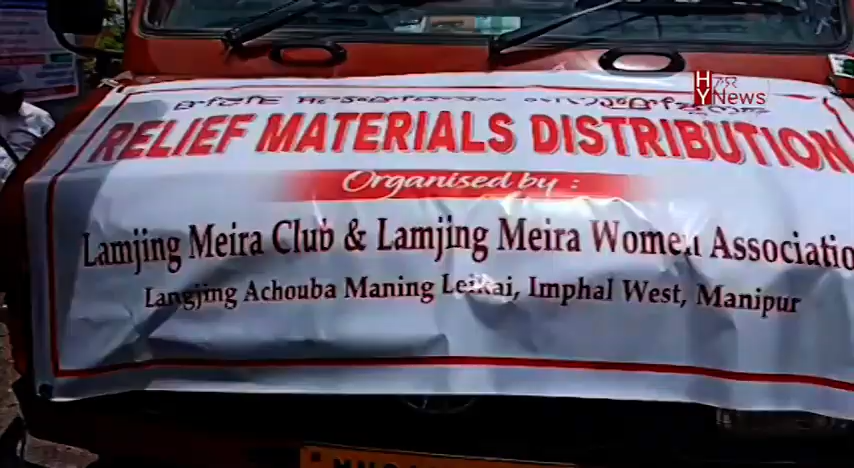 H
Y News
RELIEF MATERIALS DISTRIBUTION
Organised by :
Lamjing Meira Club & Lamjing Meira Women Associatio
Langjing Achouba Maning Leikai, Imphal West, Manipur